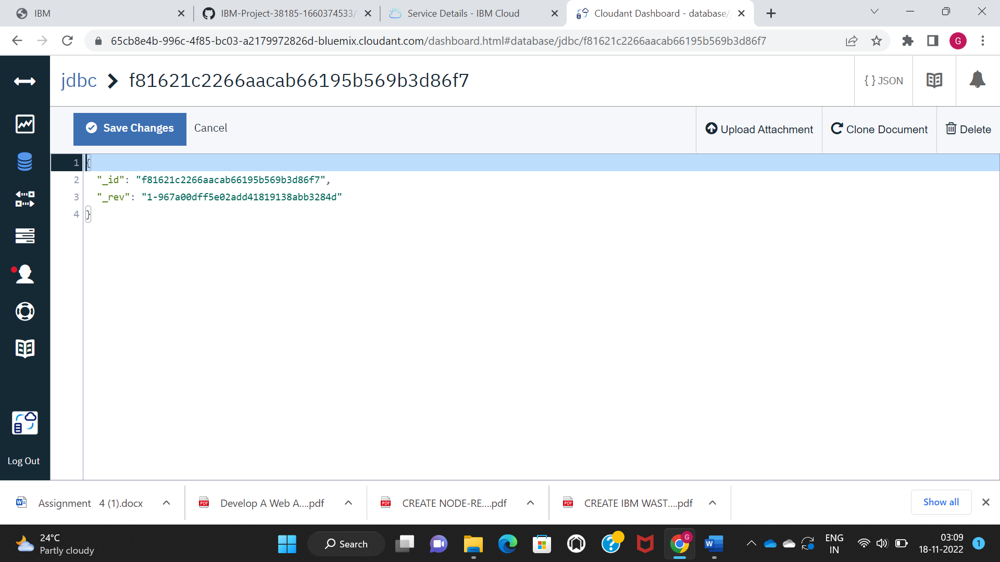 IBM
IBM-Project-38185-1660374533/
Service Details - IBM Cloud
Cloudant Dashboard - database/
65cb8e4b-996c-4f85-bc03-a2179972826d-bluemix.cloudant.com/dashboard.html#database/jdbc/f81621c2266aacab66195b569b3d86f7
G
jdbc > f81621c2266aacab66195b569b3d86f7
{ } JSON
Save Changes
Cancel
Upload Attachment
Clone Document
Delete
1 {
2 "_id": "f81621c2266aacab66195b569b3d86f7",
3 "_rev": "1-967a00dff5e02add41819138abb3284d"
4 }
Log Out
Assignment 4 (1).docx
Develop A Web A....pdf
CREATE NODE-RE....pdf
CREATE IBM WAST....pdf
Show all
24°C
Partly cloudy
Search
G
ENG
IN
03:09
18-11-2022
1